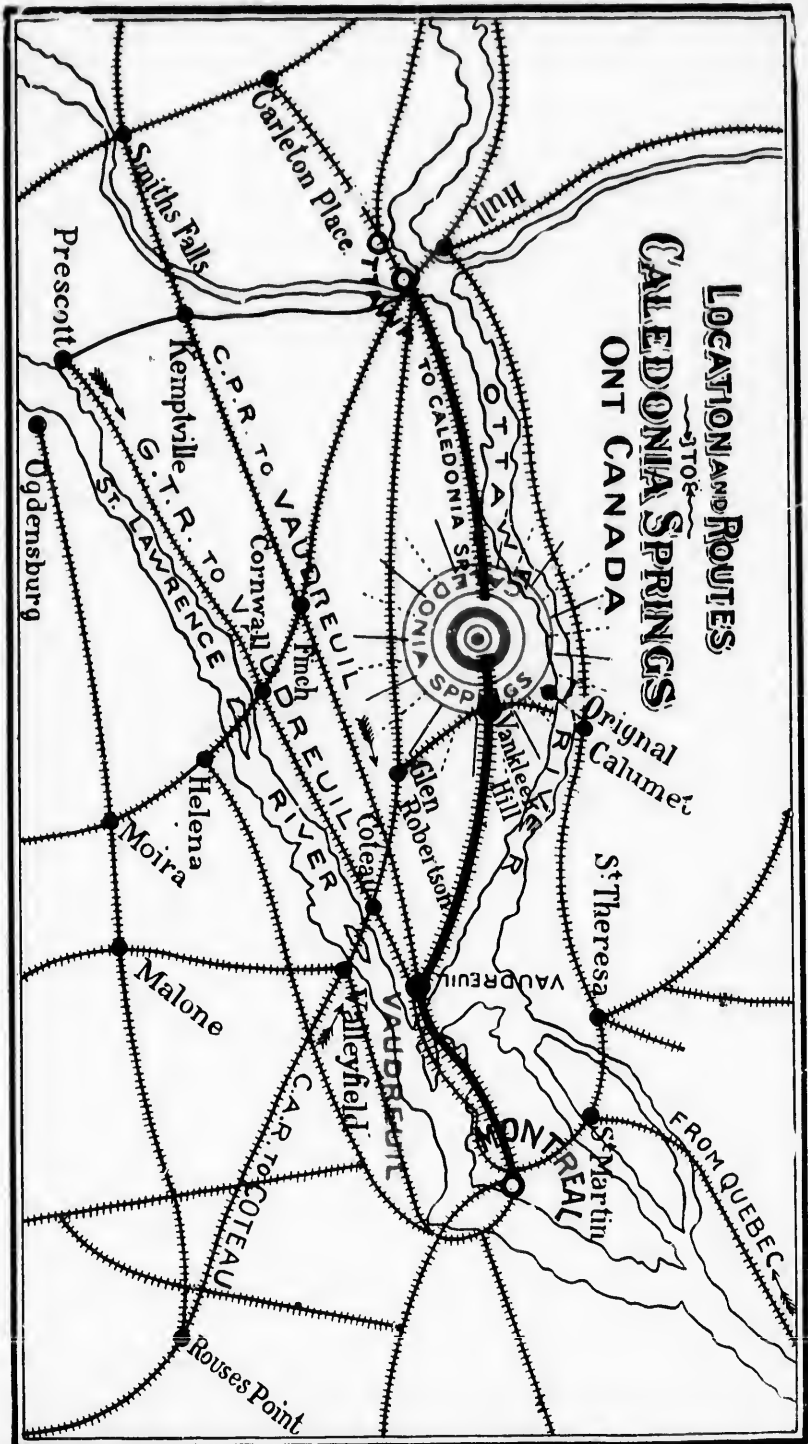 LOCATION AND ROUTES
TO
CALEDONIA SPRINGS
ONT CANADA
Hull
Carleton Place
OTTAWA
Smiths Falls
Prescott
Kemptville
Ogdensburg
TO CALEDONIA SPR
OTTAWA RIVER
CALEDONIA SPRINGS
C.P.R. TO VAUDREUIL
G.T.R. TO VAUDREUIL
ST. LAWRENCE RIVER
Cornwall
Finch
Orignal
Calumet
Vankleek
Hill
Glen
Robertson
Coteau
Helena
Moira
Malone
Valleyfield
VAUDREUIL
VAUDREUIL
St. Theresa
St. Martin
MONTREAL
FROM QUEBEC
C.A.R. TO COTEAU
Rouses Point